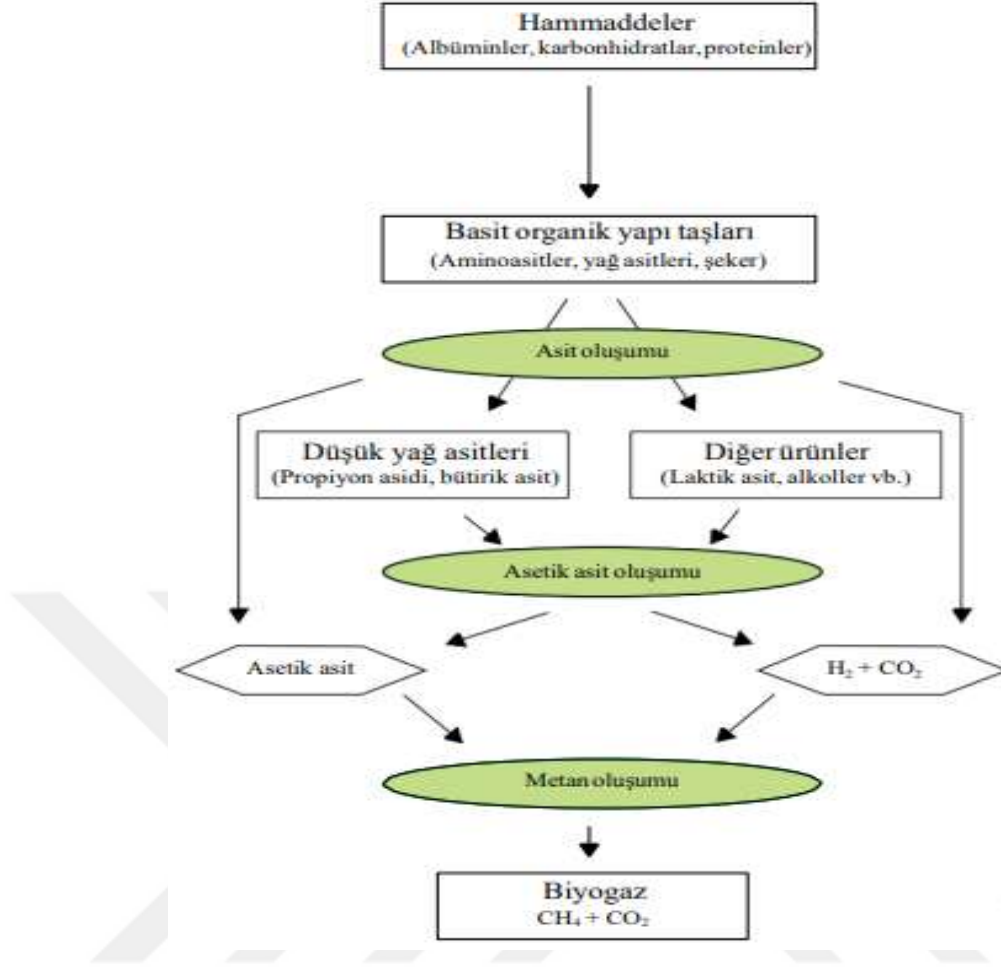 Hammaddeler
(Albüminler, karbonhidratlar, proteinler)
Basit organik yapı taşları
(Aminoasitler, yağ asitleri, şeker)
Asit oluşumu
Düşük yağ asitleri
(Propiyon asidi, bütirik asit)
Diğer ürünler
(Laktik asit, alkoller vb.)
Asetik asit oluşumu
Asetik asit
H₂ + CO₂
Metan oluşumu
Biyogaz
CH₄ + CO₂